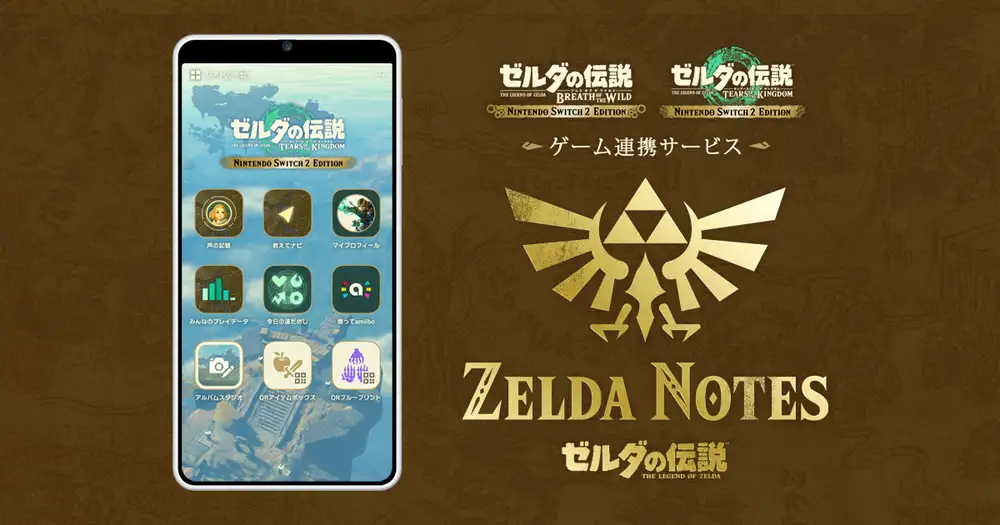 ゼルダの伝説
THE LEGEND OF ZELDA
TEARS OF THE KINGDOM
NINTENDO SWITCH 2 EDITION
声の記憶
教えてナビ
マイプロフィール
みんなのプレイデータ
今日の運だめし
使ってamiibo
アルバムスタジオ
QRアイテムボックス
QRブループリント
ゼルダの伝説
THE LEGEND OF ZELDA
BREATH OF THE WILD
NINTENDO SWITCH 2 EDITION
ゼルダの伝説
THE LEGEND OF ZELDA
TEARS OF THE KINGDOM
NINTENDO SWITCH 2 EDITION
ゲーム連携サービス
ZELDA NOTES
ゼルダの伝説
THE LEGEND OF ZELDA